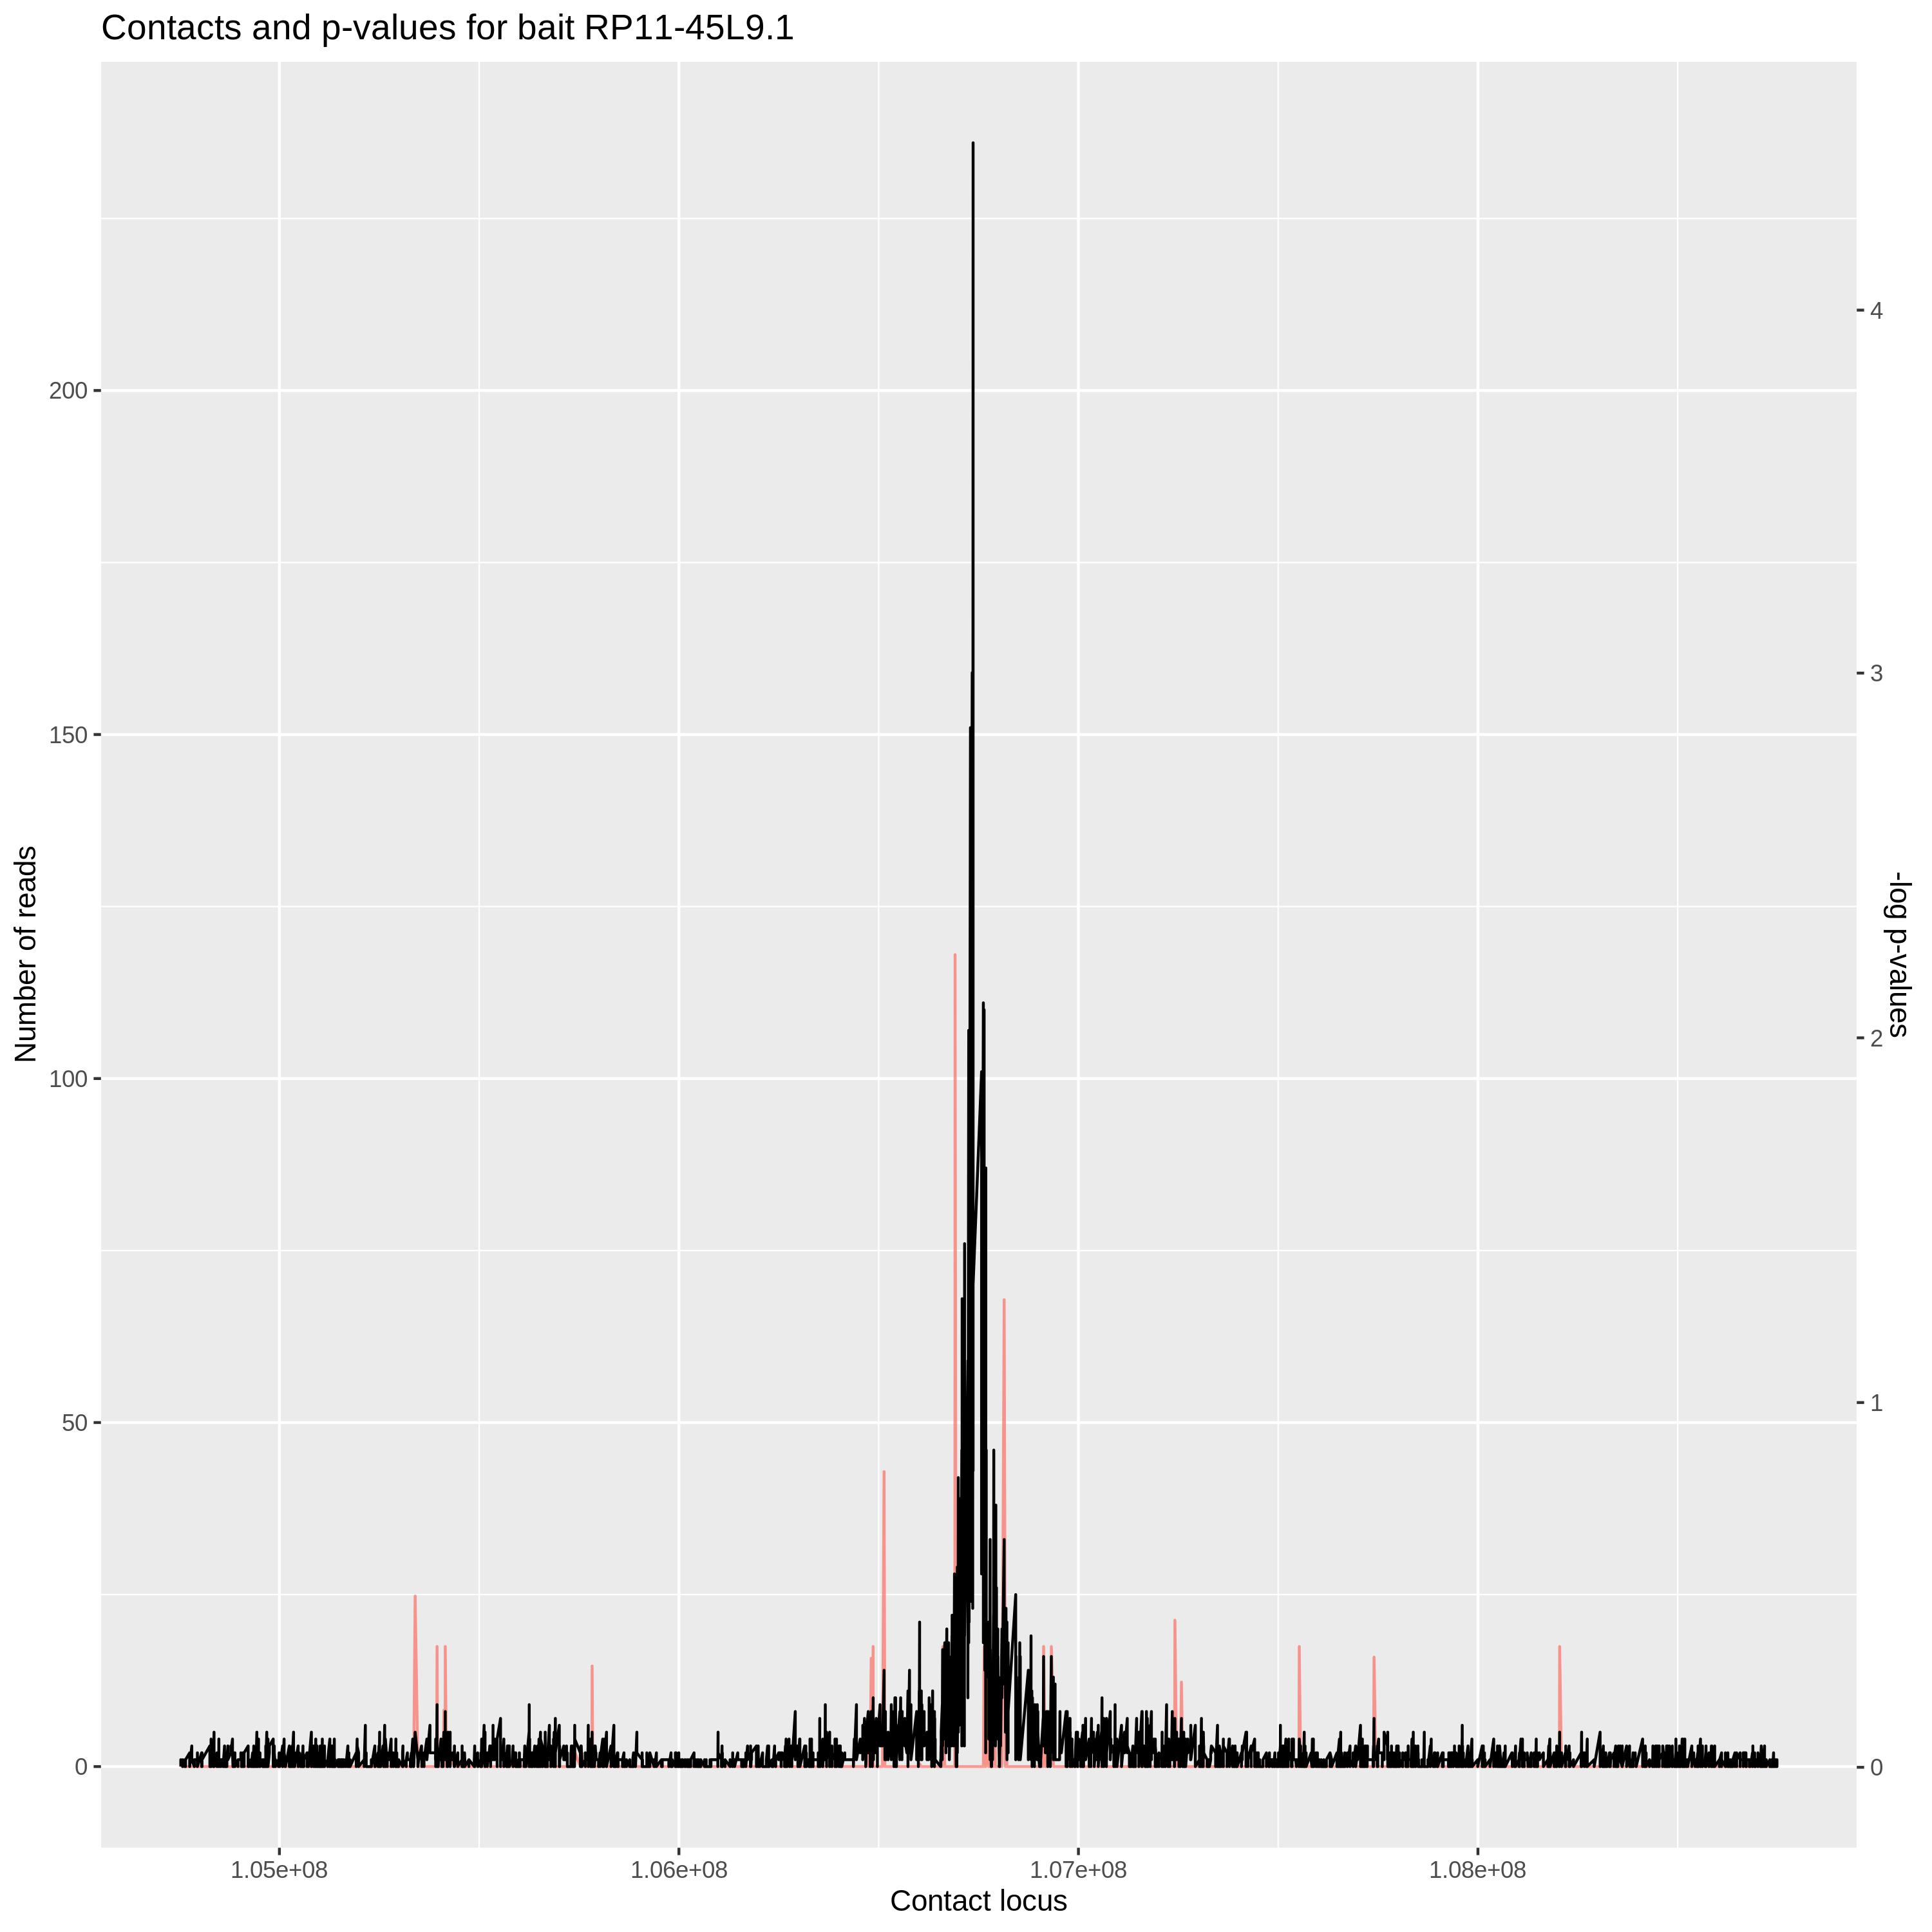 Contacts and p-values for bait RP11-45L9.1
200
150
100
50
0
4
3
2
1
0
Number of reads
-log p-values
1.05e+08
1.06e+08
1.07e+08
1.08e+08
Contact locus